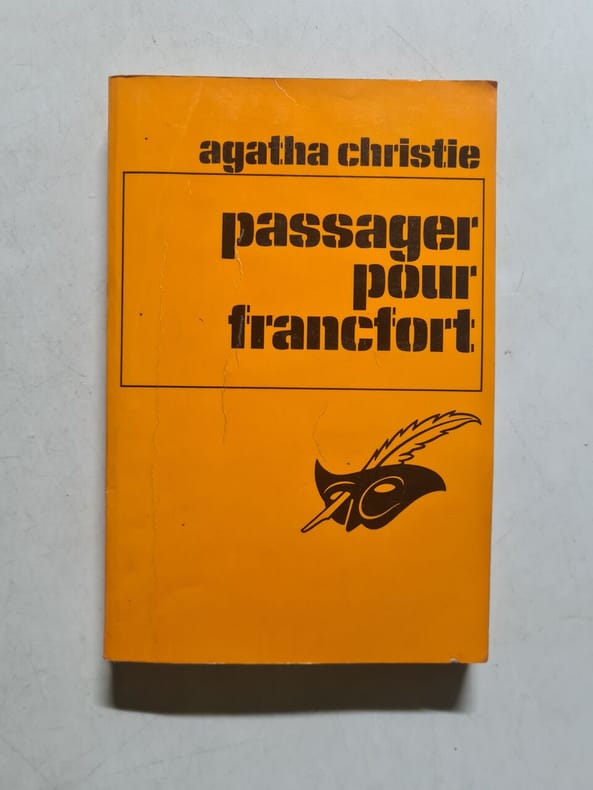 agatha christie
passager
pour
francfort